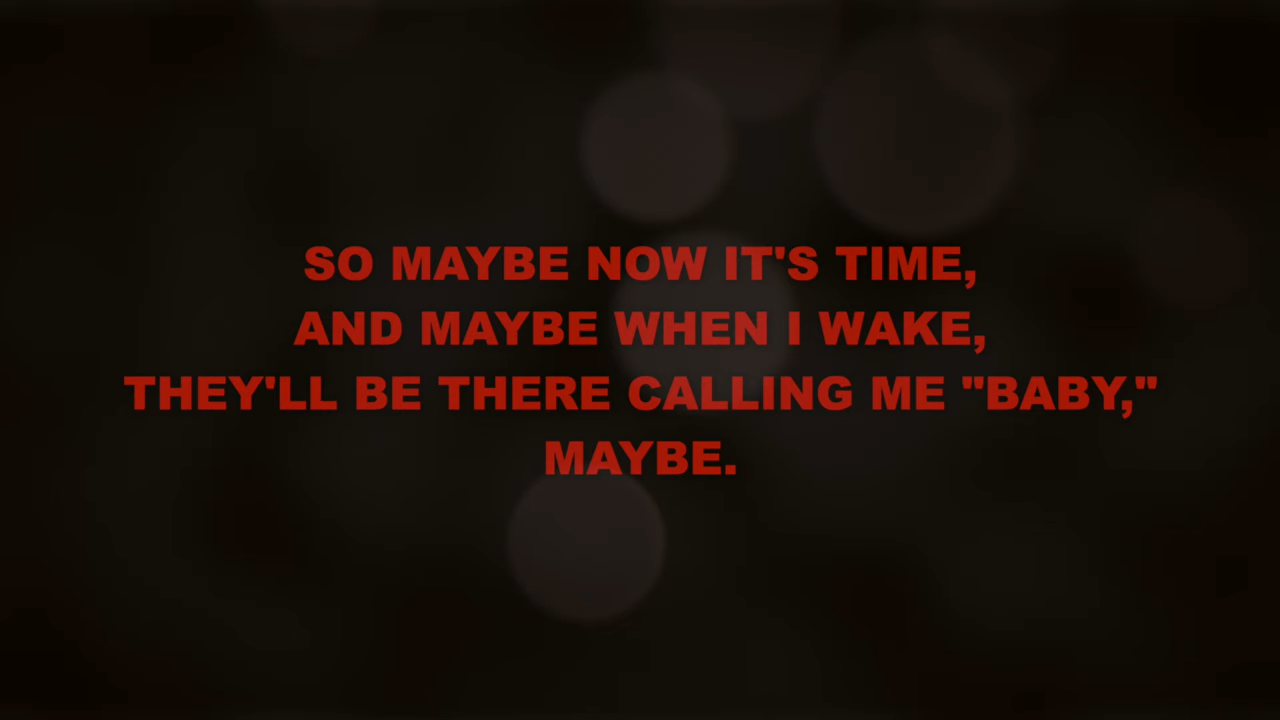 SO MAYBE NOW IT'S TIME,
AND MAYBE WHEN I WAKE,
THEY'LL BE THERE CALLING ME "BABY,"
MAYBE.